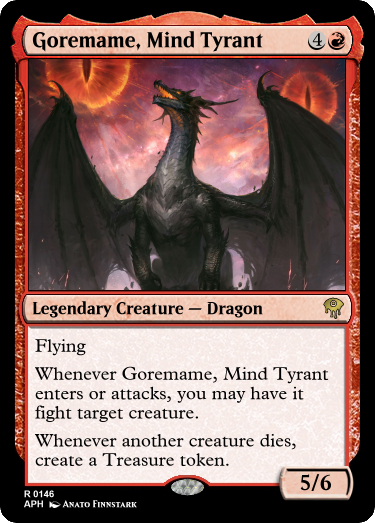 Goremame, Mind Tyrant 4
Legendary Creature — Dragon
Flying
Whenever Goremame, Mind Tyrant
enters or attacks, you may have it
fight target creature.
Whenever another creature dies,
create a Treasure token.
5/6
R 0146
APH Anato Finnstark